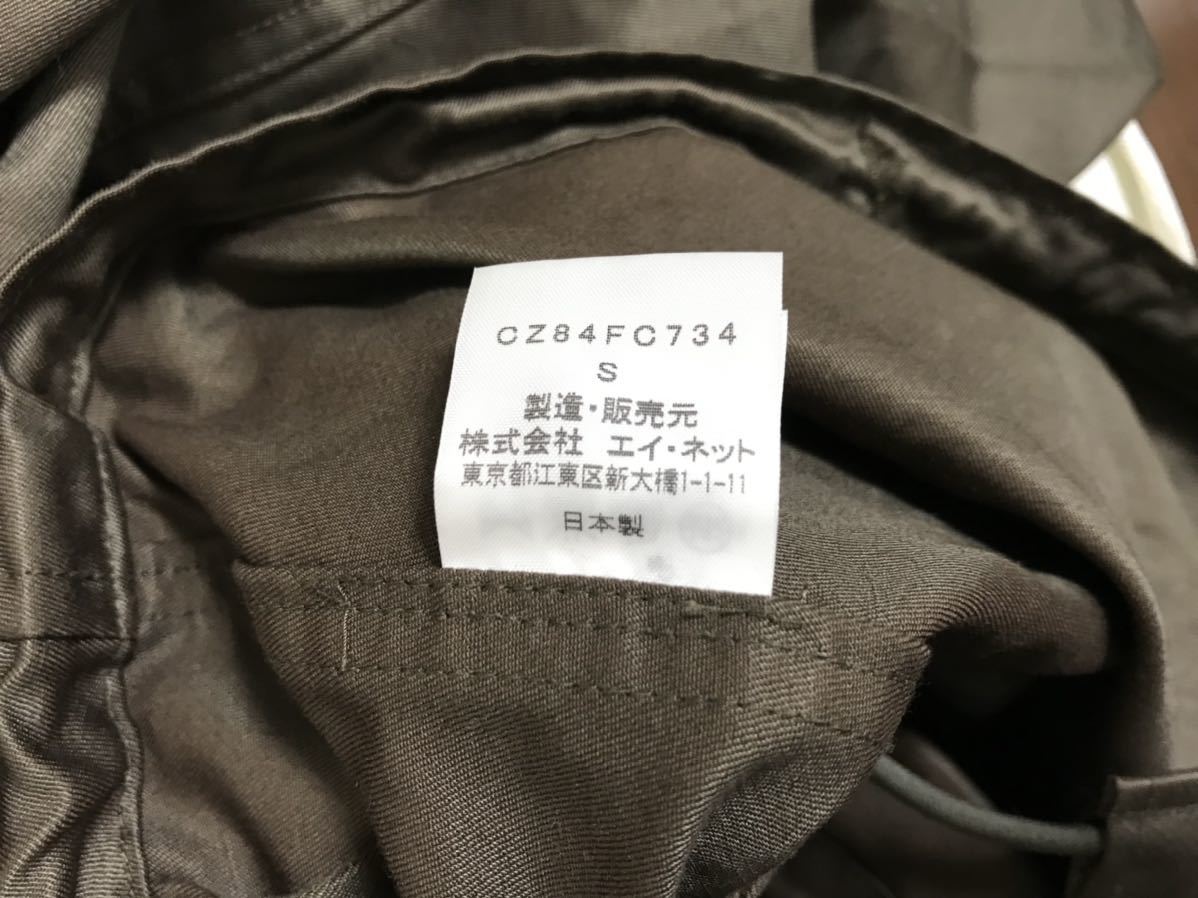 CZ84FC734
S
製造・販売元
株式会社 エイ・ネット
東京都江東区新大橋1-1-11
日本製